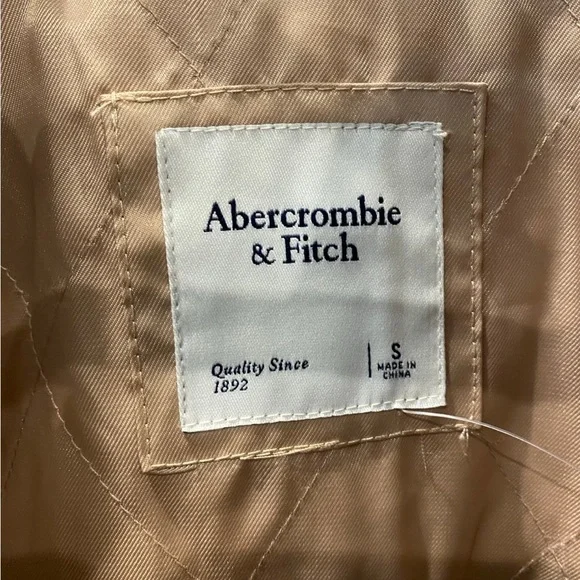 Abercrombie
& Fitch
Quality Since
1892
S
MADE IN
CHINA